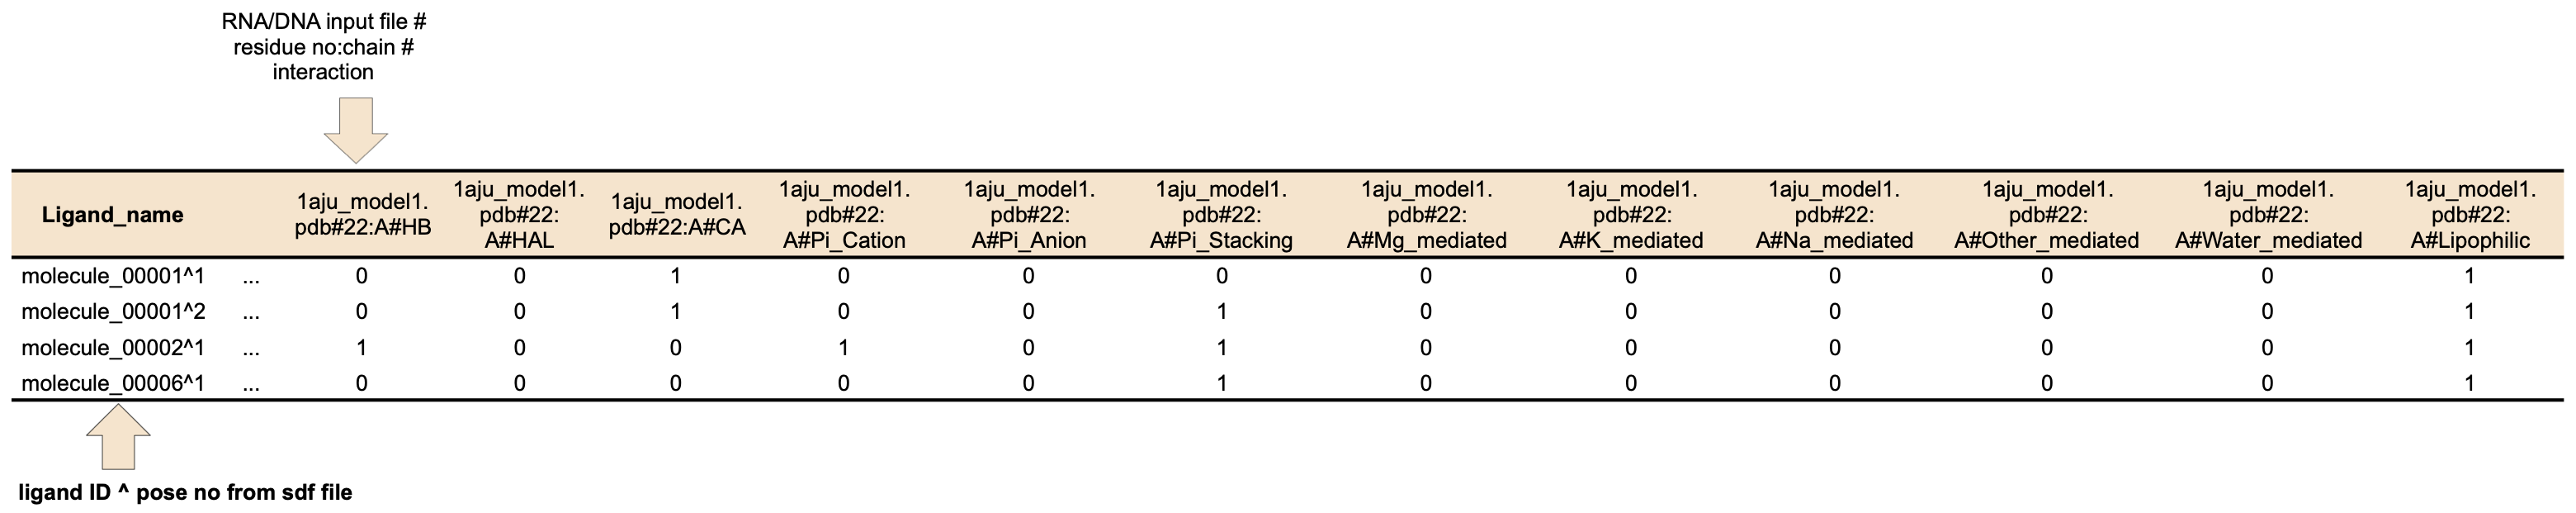 RNA/DNA input file #
residue no:chain #
interaction
Ligand_name
1aju_model1.
pdb#22:A#HB
1aju_model1.
pdb#22:
A#HAL
1aju_model1.
pdb#22:A#CA
1aju_model1.
pdb#22:
A#Pi_Cation
1aju_model1.
pdb#22:
A#Pi_Anion
1aju_model1.
pdb#22:
A#Pi_Stacking
1aju_model1.
pdb#22:
A#Mg_mediated
1aju_model1.
pdb#22:
A#K_mediated
1aju_model1.
pdb#22:
A#Na_mediated
1aju_model1.
pdb#22:
A#Other_mediated
1aju_model1.
pdb#22:
A#Water_mediated
1aju_model1.
pdb#22:
A#Lipophilic
molecule_00001^1 ... 0 0 1 0 0 0 0 0 0 0 0 1
molecule_00001^2 ... 0 0 1 0 0 1 0 0 0 0 0 1
molecule_00002^1 ... 1 0 0 1 0 1 0 0 0 0 0 1
molecule_00006^1 ... 0 0 0 0 0 1 0 0 0 0 0 1
ligand ID ^ pose no from sdf file